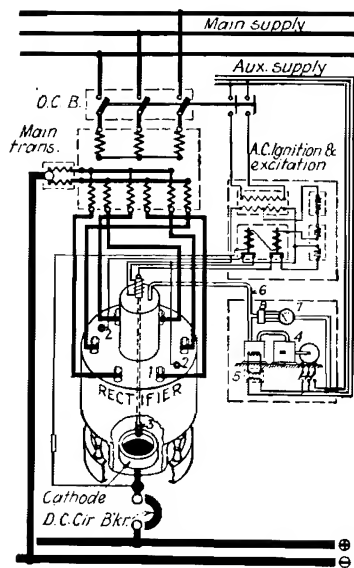 Main supply
Aux. supply
O.C.B.
Main
trans.
A.C. Ignition &
excitation
6
8
7
4
5
2
2
1
RECTIFIER
3
Cathode
D.C. Cir B'kr.
+
−